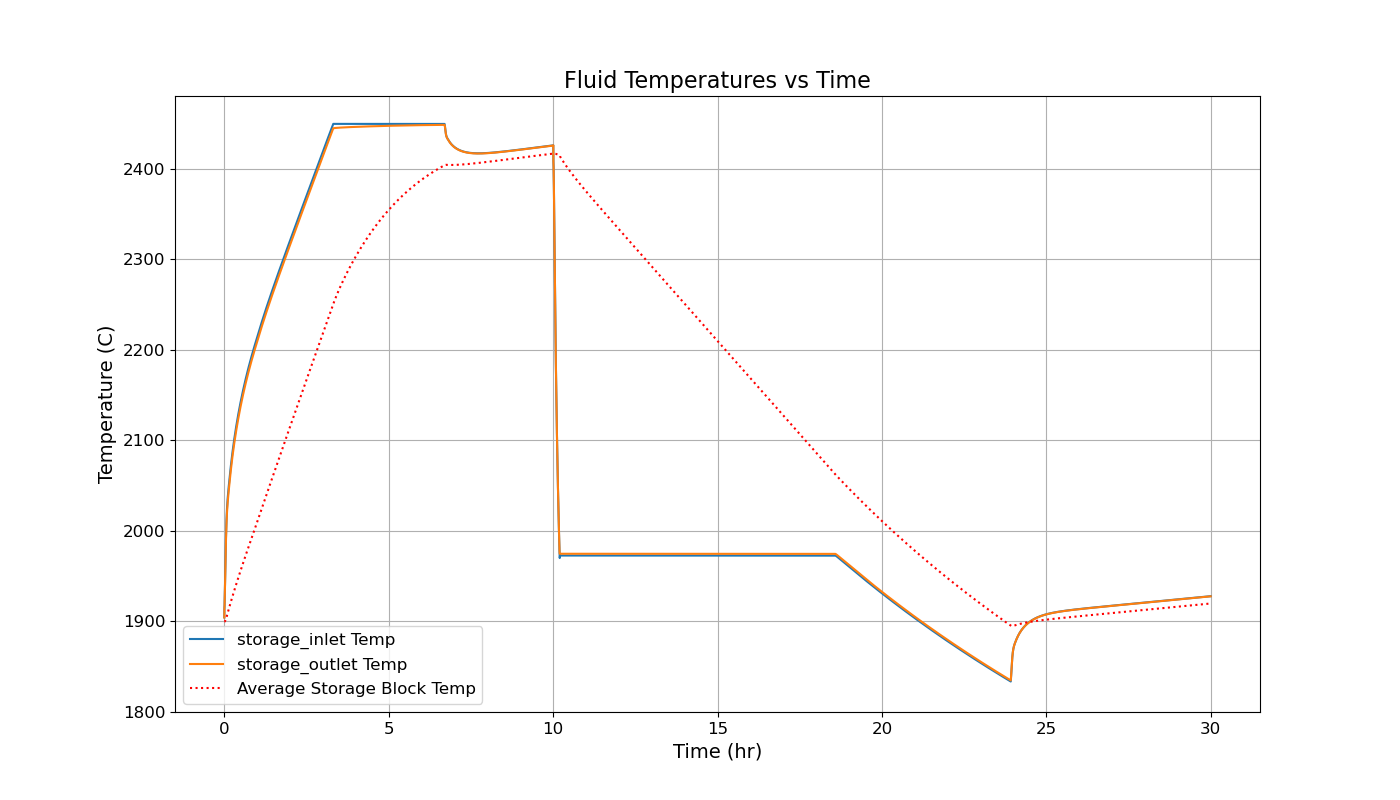 Fluid Temperatures vs Time
Temperature (C)
2400
2300
2200
2100
2000
1900
1800
storage_inlet Temp
storage_outlet Temp
Average Storage Block Temp
0 5 10 15 20 25 30
Time (hr)